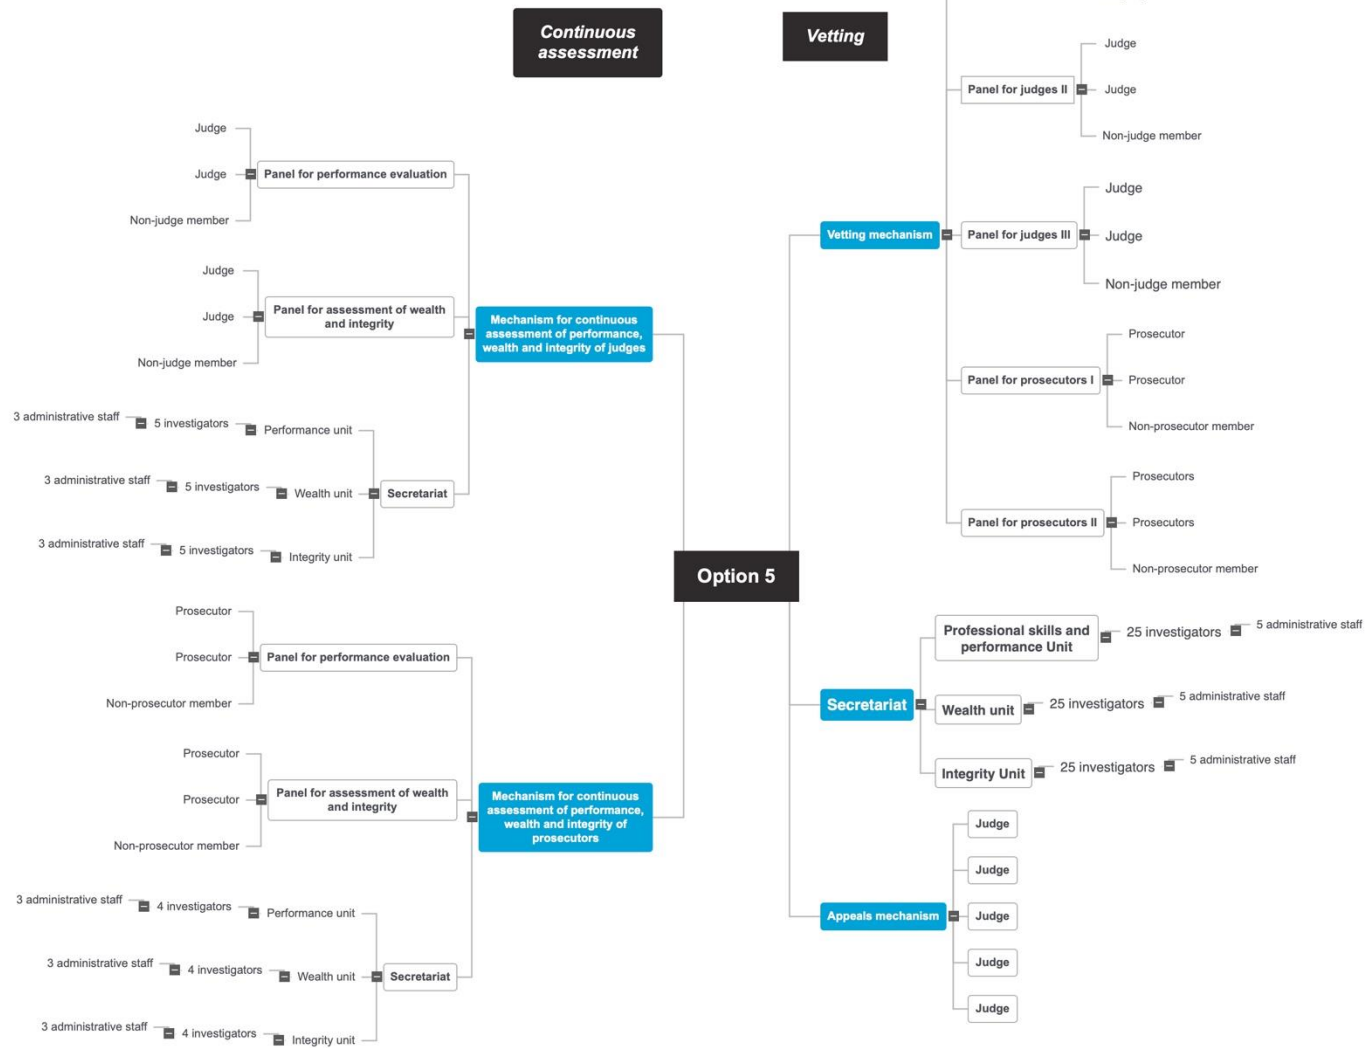 Continuous
assessment
Vetting
Judge
Judge
Non-judge member
Panel for performance evaluation
Judge
Judge
Non-judge member
Panel for assessment of wealth
and integrity
3 administrative staff
5 investigators
Performance unit
3 administrative staff
5 investigators
Wealth unit
3 administrative staff
5 investigators
Integrity unit
Secretariat
Mechanism for continuous
assessment of performance,
wealth and integrity of judges
Prosecutor
Prosecutor
Non-prosecutor member
Panel for performance evaluation
Prosecutor
Prosecutor
Non-prosecutor member
Panel for assessment of wealth
and integrity
3 administrative staff
4 investigators
Performance unit
3 administrative staff
4 investigators
Wealth unit
3 administrative staff
4 investigators
Integrity unit
Secretariat
Mechanism for continuous
assessment of performance,
wealth and integrity of
prosecutors
Option 5
Vetting mechanism
Panel for judges II
Judge
Judge
Non-judge member
Panel for judges III
Judge
Judge
Non-judge member
Panel for prosecutors I
Prosecutor
Prosecutor
Non-prosecutor member
Panel for prosecutors II
Prosecutors
Prosecutors
Non-prosecutor member
Secretariat
Professional skills and
performance Unit
25 investigators
5 administrative staff
Wealth unit
25 investigators
5 administrative staff
Integrity Unit
25 investigators
5 administrative staff
Appeals mechanism
Judge
Judge
Judge
Judge
Judge